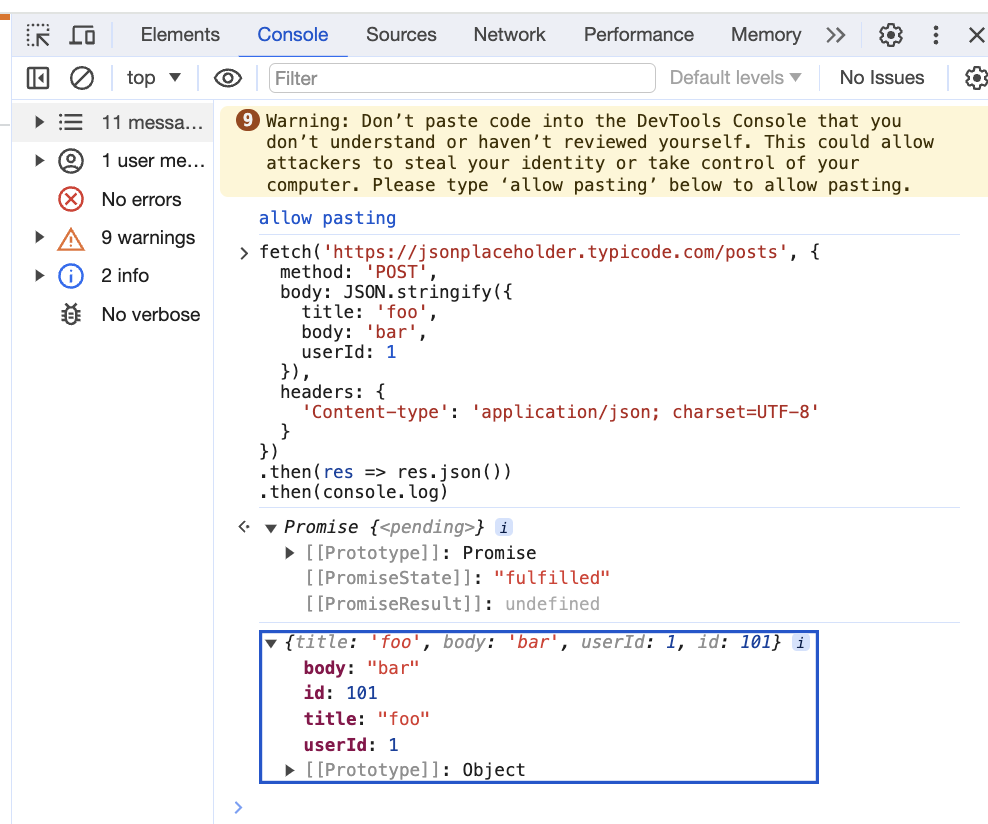 Elements Console Sources Network Performance Memory
top Filter Default levels No Issues
11 messa…
1 user me…
No errors
9 warnings
2 info
No verbose
9 Warning: Don’t paste code into the DevTools Console that you
don’t understand or haven’t reviewed yourself. This could allow
attackers to steal your identity or take control of your
computer. Please type ‘allow pasting’ below to allow pasting.
allow pasting
fetch('https://jsonplaceholder.typicode.com/posts', {
  method: 'POST',
  body: JSON.stringify({
    title: 'foo',
    body: 'bar',
    userId: 1
  }),
  headers: {
    'Content-type': 'application/json; charset=UTF-8'
  }
})
.then(res => res.json())
.then(console.log)
Promise {<pending>} i
[[Prototype]]: Promise
[[PromiseState]]: "fulfilled"
[[PromiseResult]]: undefined
{title: 'foo', body: 'bar', userId: 1, id: 101} i
body: "bar"
id: 101
title: "foo"
userId: 1
[[Prototype]]: Object